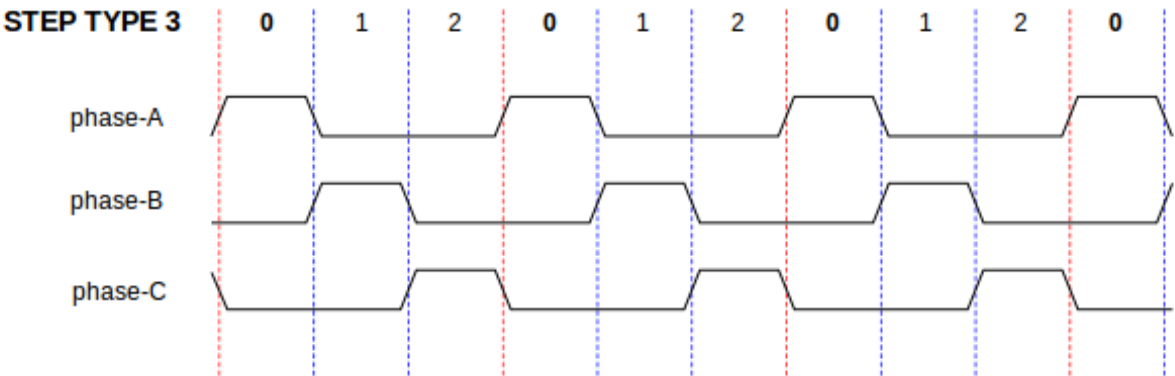 STEP TYPE 3 0 1 2 0 1 2 0 1 2 0
phase-A
phase-B
phase-C